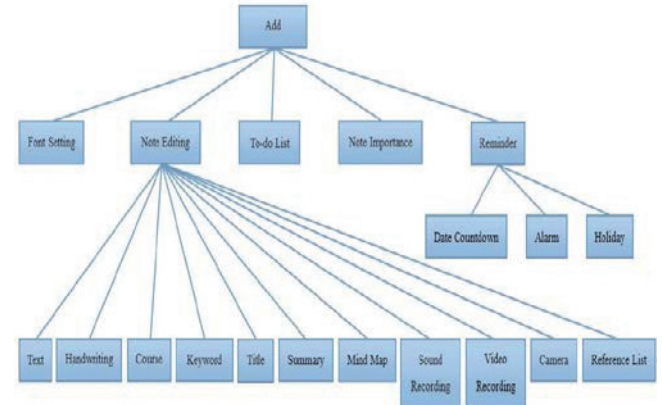 Add
Font Setting
Note Editing
To-do List
Note Importance
Reminder
Date Countdown
Alarm
Holiday
Text
Handwriting
Course
Keyword
Title
Summary
Mind Map
Sound
Recording
Video
Recording
Camera
Reference List